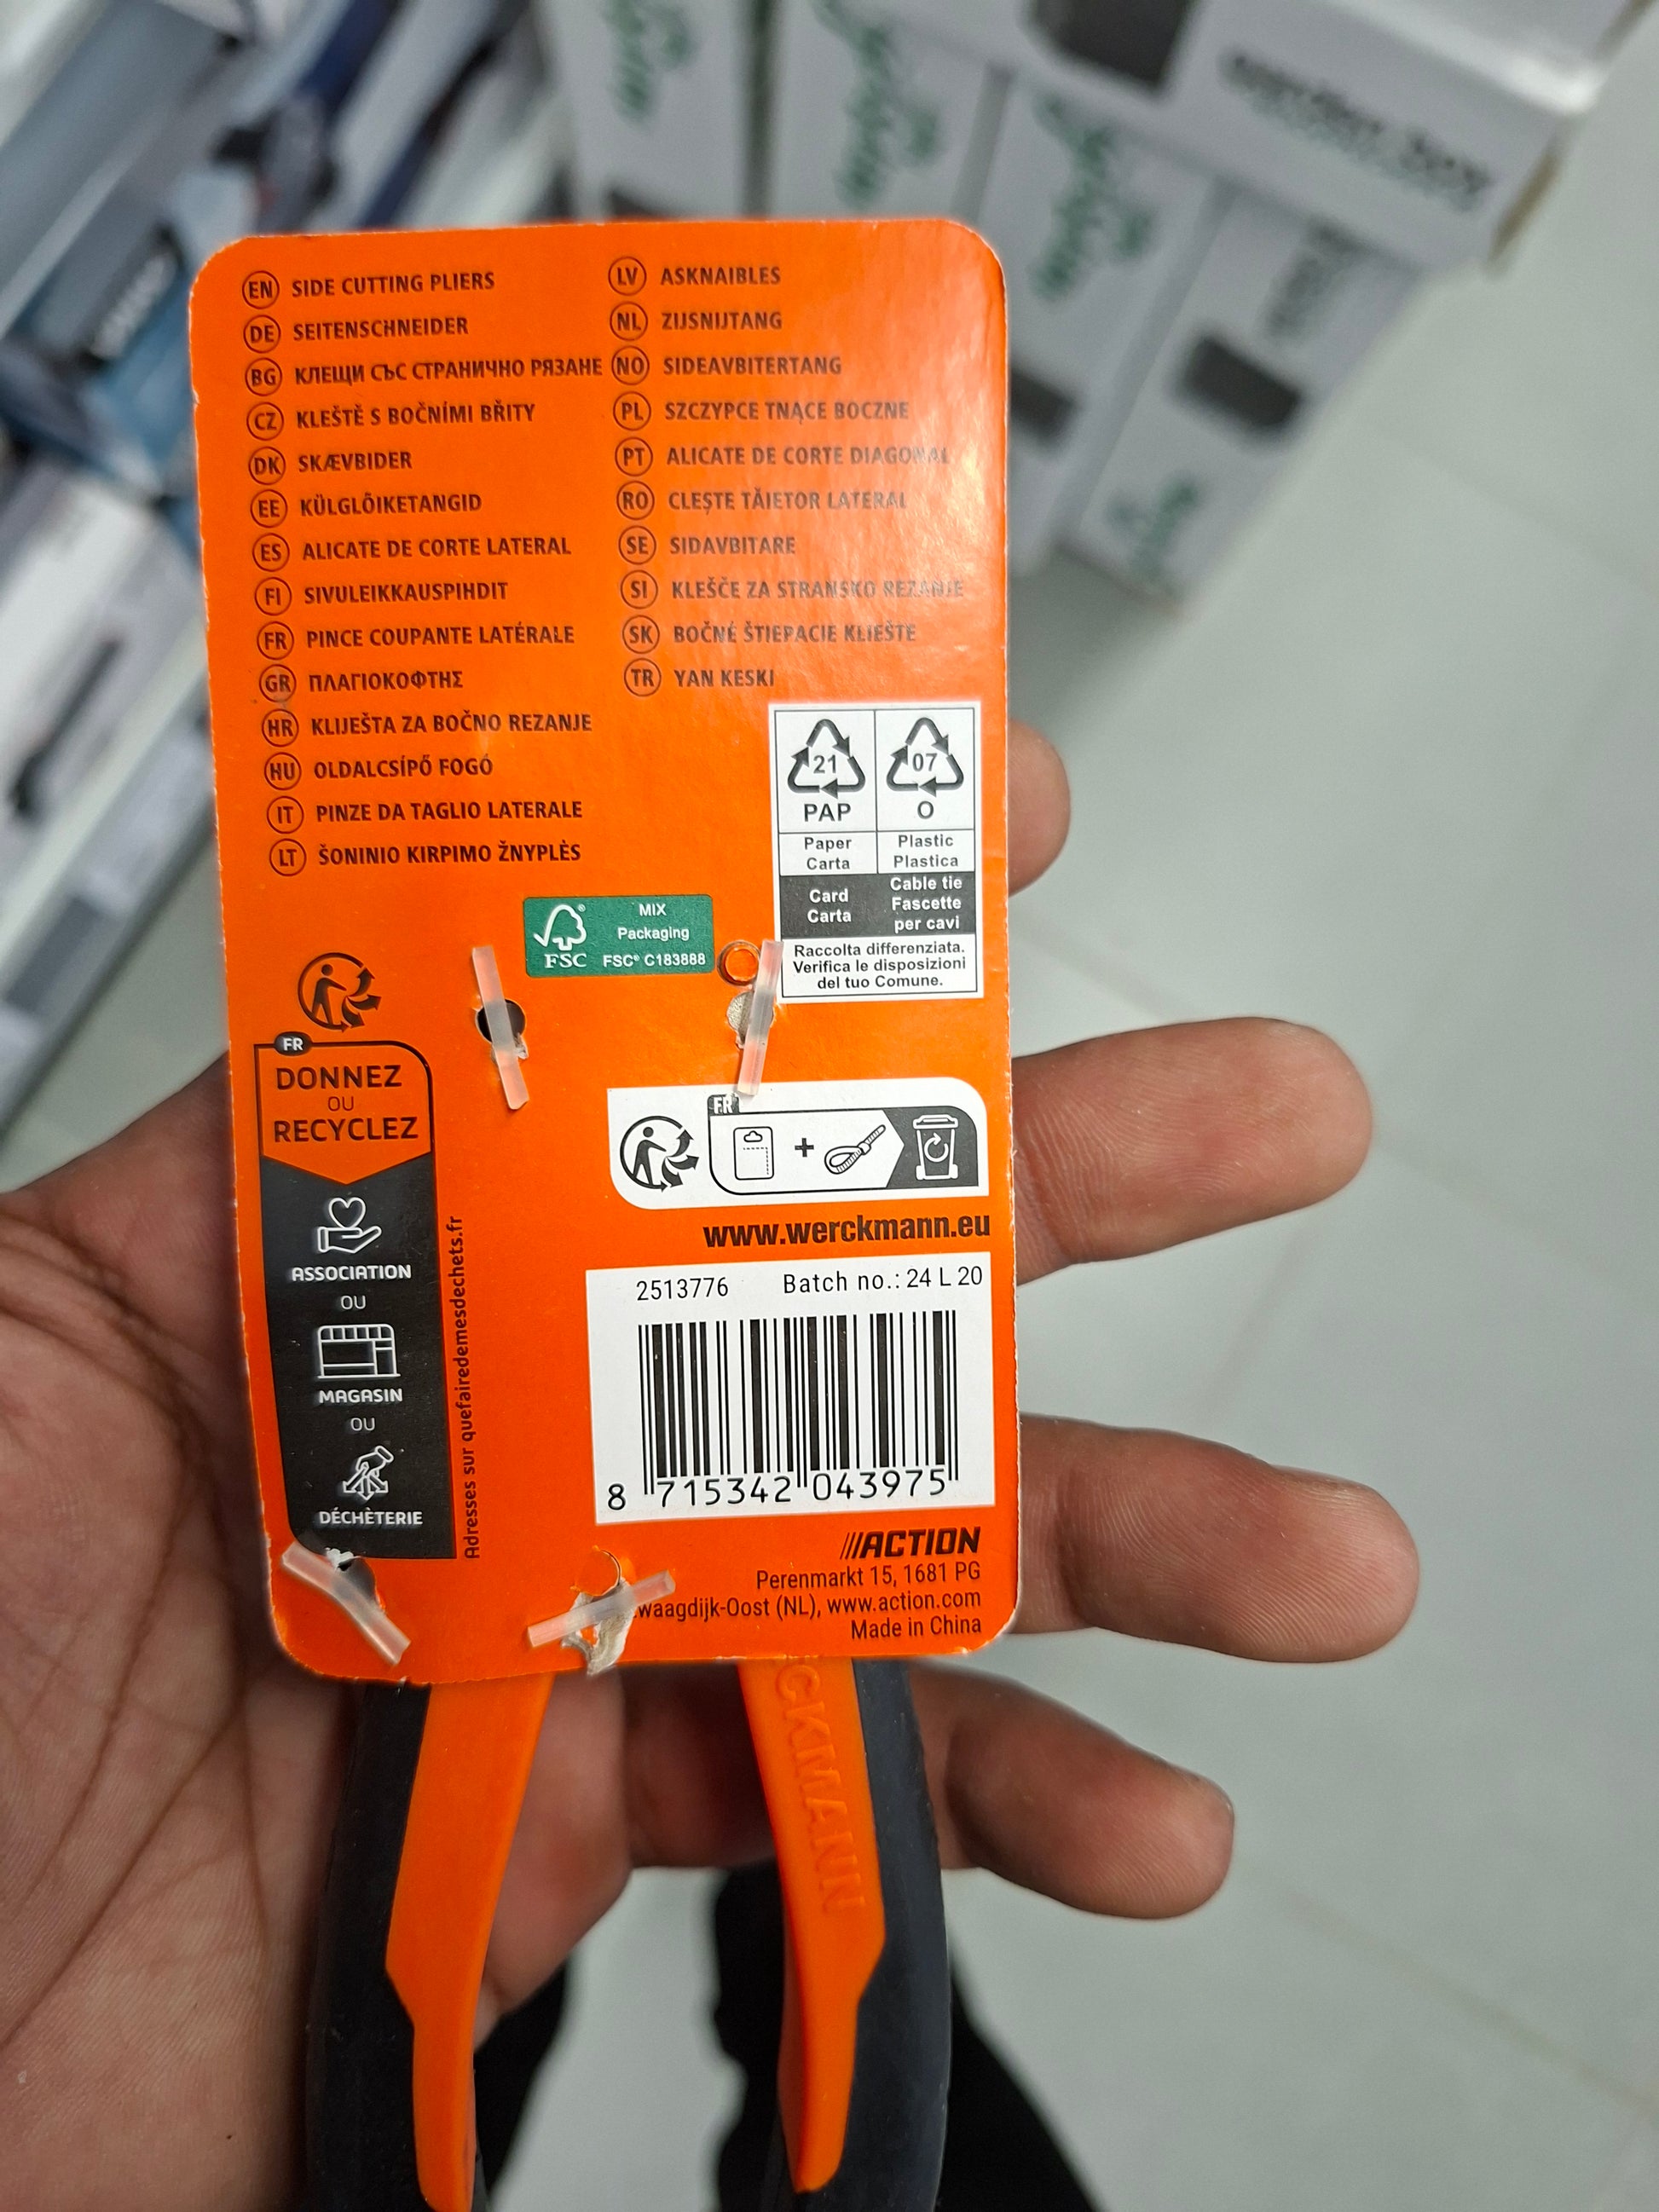 EN SIDE CUTTING PLIERS
DE SEITENSCHNEIDER
BG КЛЕЩИ СЪС СТРАНИЧНО РЯЗАНЕ
CZ KLEŠTĚ S BOČNÍMI BŘITY
DK SKÆVBIDER
EE KÜLGLÕIKETANGID
ES ALICATE DE CORTE LATERAL
FI SIVULEIKKAUSPIHDIT
FR PINCE COUPANTE LATÉRALE
GR ΠΛΑΓΙΟΚΟΦΤΗΣ
HR KLIJEŠTA ZA BOČNO REZANJE
HU OLDALCSÍPŐ FOGÓ
IT PINZE DA TAGLIO LATERALE
LT ŠONINIO KIRPIMO ŽNYPLĖS
LV ASKNAIBLES
NL ZIJSNIJTANG
NO SIDEAVBITERTANG
PL SZCZYPCE TNĄCE BOCZNE
PT ALICATE DE CORTE DIAGONAL
RO CLEȘTE TĂIETOR LATERAL
SE SIDAVBITARE
SI KLEŠČE ZA STRANSKO REZANJE
SK BOČNÉ ŠTIEPACIE KLIEŠTE
TR YAN KESKI
21
PAP
Paper
Carta
Card
Carta
07
O
Plastic
Plastica
Cable tie
Fascette
per cavi
Raccolta differenziata.
Verifica le disposizioni
del tuo Comune.
FSC
MIX
Packaging
FSC® C183888
FR
DONNEZ
OU
RECYCLEZ
ASSOCIATION
OU
MAGASIN
OU
DÉCHÈTERIE
Adresses sur quefairedemesdechets.fr
FR
+
www.werckmann.eu
2513776 Batch no.: 24 L 20
8 715342 043975
ACTION
Perenmarkt 15, 1681 PG
waagdijk-Oost (NL), www.action.com
Made in China
CKMANN